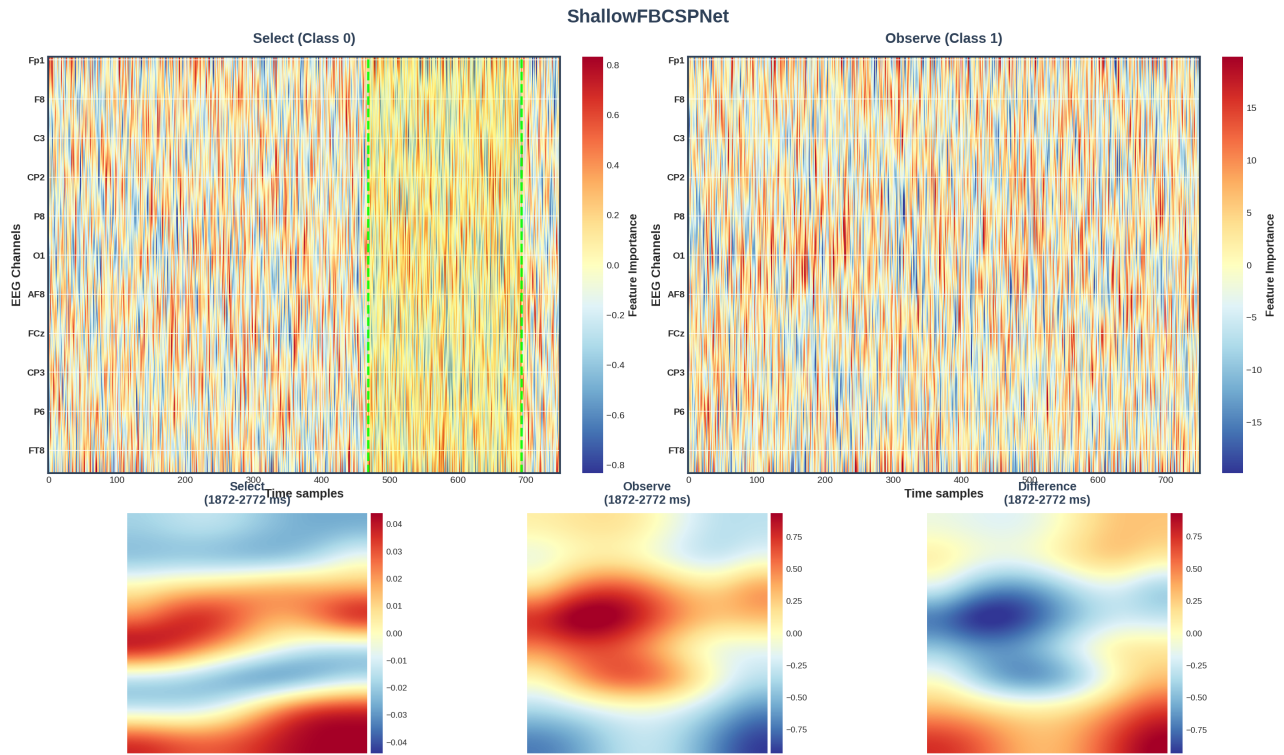 ShallowFBCSPNet
Select (Class 0)
Observe (Class 1)
Fp1
F8
C3
CP2
P8
O1
AF8
FCz
CP3
P6
FT8
EEG Channels
0
100
200
300
400
500
600
700
Time samples
0.8
0.6
0.4
0.2
0.0
−0.2
−0.4
−0.6
−0.8
Feature Importance
Fp1
F8
C3
CP2
P8
O1
AF8
FCz
CP3
P6
FT8
EEG Channels
0
100
200
300
400
500
600
700
Time samples
15
10
5
0
−5
−10
−15
Feature Importance
Select
(1872-2772 ms)
0.04
0.03
0.02
0.01
0.00
−0.01
−0.02
−0.03
−0.04
Observe
(1872-2772 ms)
0.75
0.50
0.25
0.00
−0.25
−0.50
−0.75
Difference
(1872-2772 ms)
0.75
0.50
0.25
0.00
−0.25
−0.50
−0.75